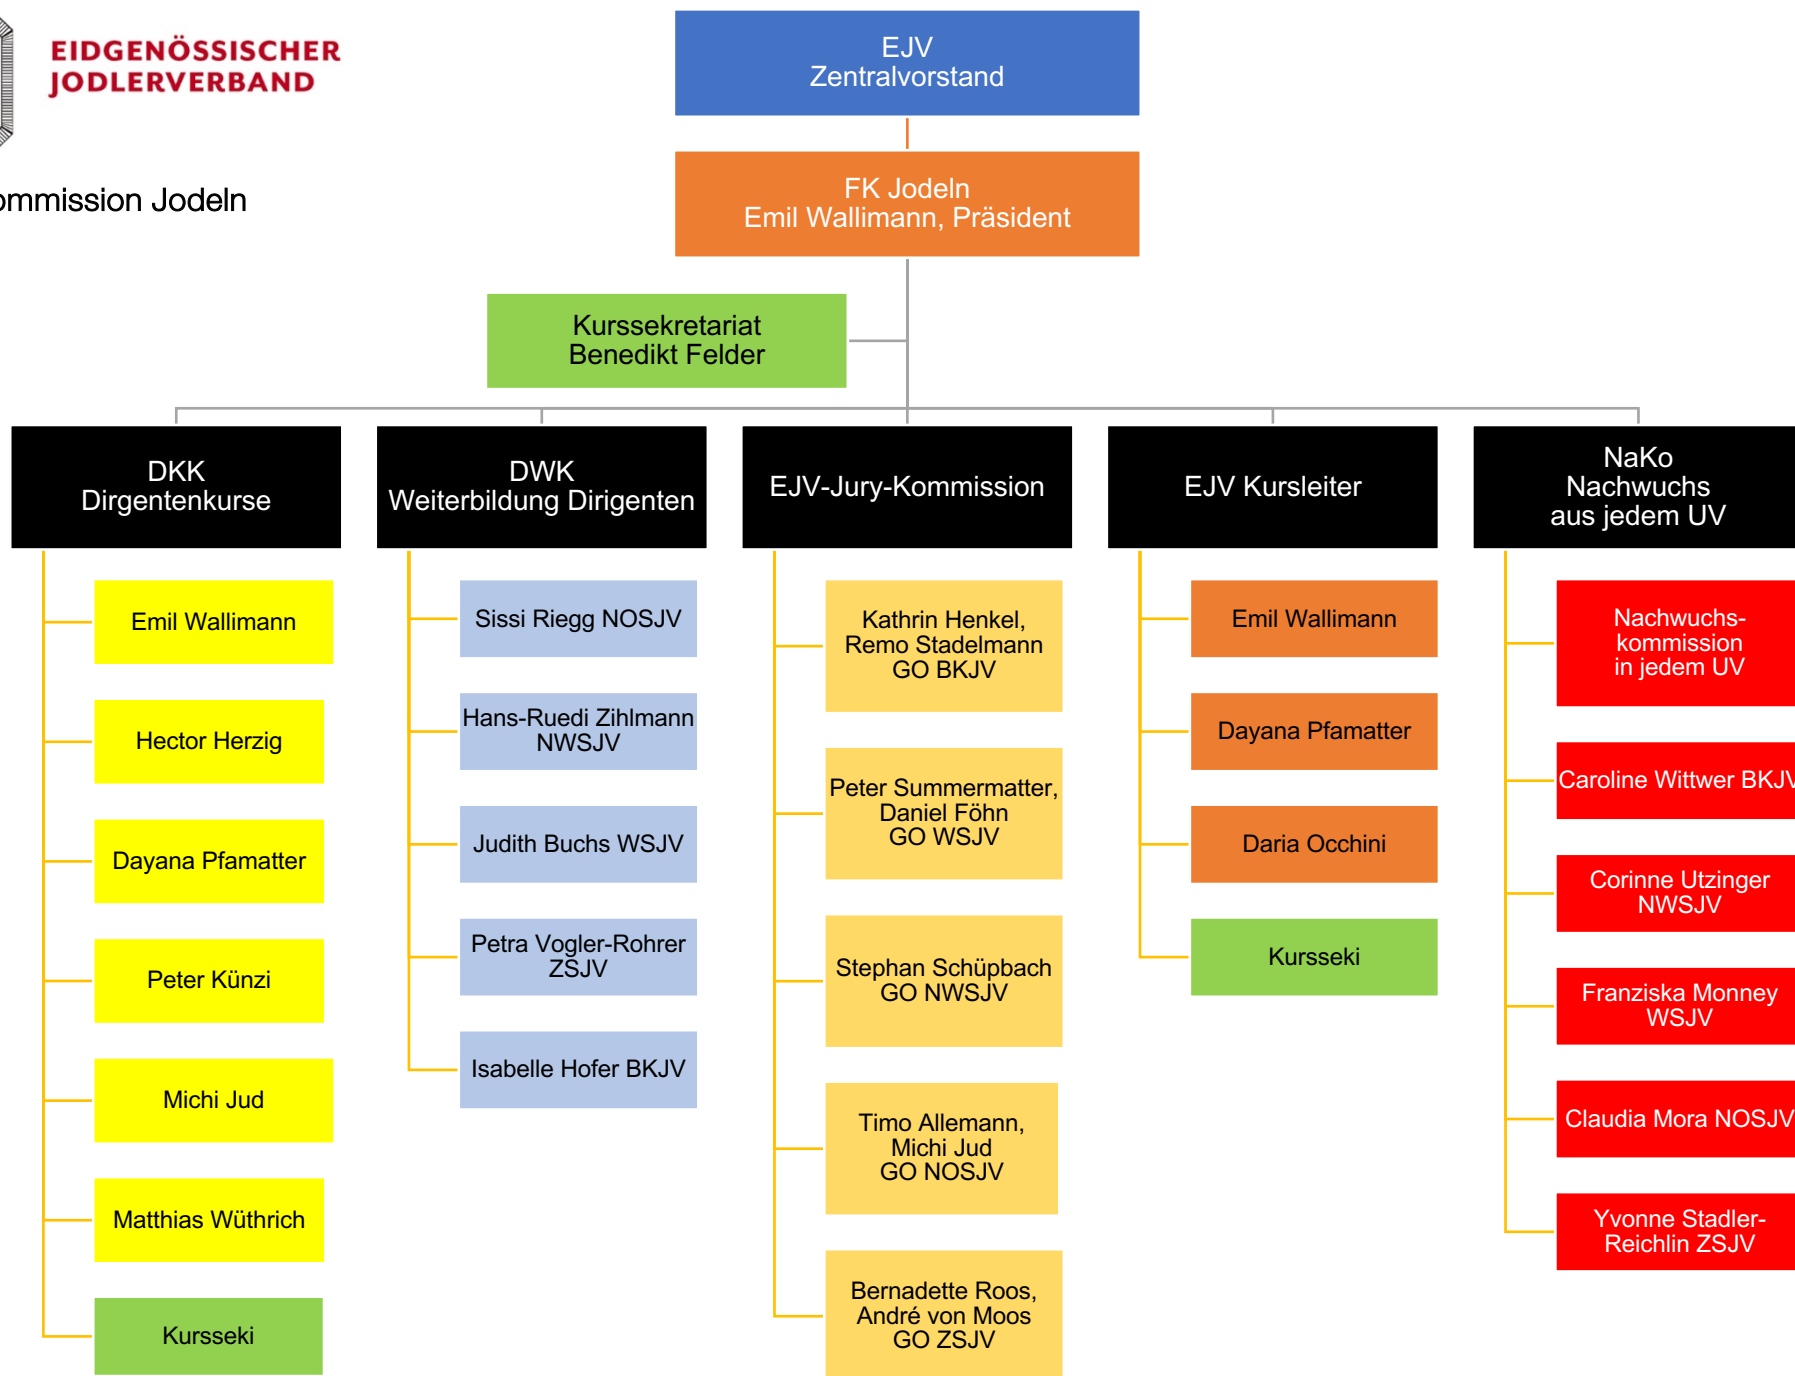 EIDGENÖSSISCHER
JODLERVERBAND
ommission Jodeln
EJV
Zentralvorstand
FK Jodeln
Emil Wallimann, Präsident
Kurssekretariat
Benedikt Felder
DKK
Dirgentenkurse
Emil Wallimann
Hector Herzig
Dayana Pfamatter
Peter Künzi
Michi Jud
Matthias Wüthrich
Kursseki
DWK
Weiterbildung Dirigenten
Sissi Riegg NOSJV
Hans-Ruedi Zihlmann
NWSJV
Judith Buchs WSJV
Petra Vogler-Rohrer
ZSJV
Isabelle Hofer BKJV
EJV-Jury-Kommission
Kathrin Henkel,
Remo Stadelmann
GO BKJV
Peter Summermatter,
Daniel Föhn
GO WSJV
Stephan Schüpbach
GO NWSJV
Timo Allemann,
Michi Jud
GO NOSJV
Bernadette Roos,
André von Moos
GO ZSJV
EJV Kursleiter
Emil Wallimann
Dayana Pfamatter
Daria Occhini
Kursseki
NaKo
Nachwuchs
aus jedem UV
Nachwuchs-
kommission
in jedem UV
Caroline Wittwer BKJV
Corinne Utzinger
NWSJV
Franziska Monney
WSJV
Claudia Mora NOSJV
Yvonne Stadler-
Reichlin ZSJV